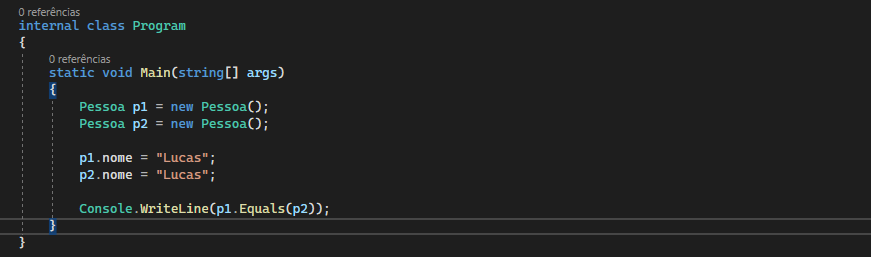 0 referências
internal class Program
{
0 referências
static void Main(string[] args)
{
Pessoa p1 = new Pessoa();
Pessoa p2 = new Pessoa();
p1.nome = "Lucas";
p2.nome = "Lucas";
Console.WriteLine(p1.Equals(p2));
}
}